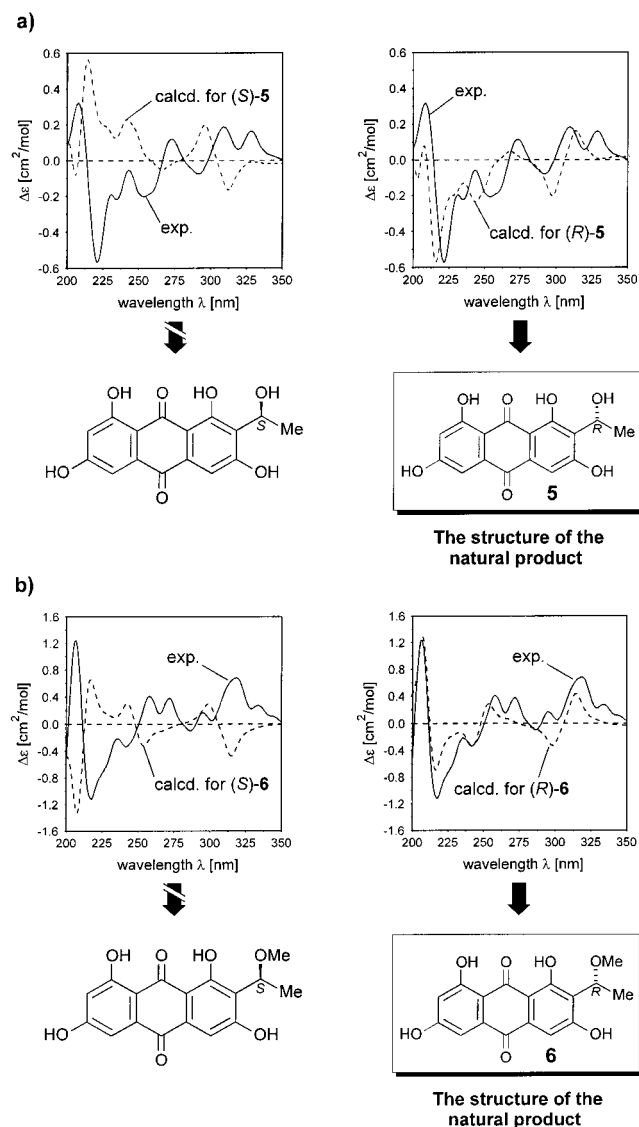 a)
0.6
0.4
0.2
0.0
-0.2
-0.4
-0.6
Δε [cm²/mol]
calcd. for (S)-5
exp.
200 225 250 275 300 325 350
wavelength λ [nm]
0.6
0.4
0.2
0.0
-0.2
-0.4
-0.6
Δε [cm²/mol]
exp.
calcd. for (R)-5
200 225 250 275 300 325 350
wavelength λ [nm]
OH O OH OH
S Me
HO OH
O
OH O OH OH
R Me
HO OH
O 5
The structure of the
natural product
b)
1.6
1.2
0.8
0.4
0.0
-0.4
-0.8
-1.2
-1.6
Δε [cm²/mol]
exp.
calcd. for (S)-6
200 225 250 275 300 325 350
wavelength λ [nm]
1.6
1.2
0.8
0.4
0.0
-0.4
-0.8
-1.2
-1.6
Δε [cm²/mol]
exp.
calcd. for (R)-6
200 225 250 275 300 325 350
wavelength λ [nm]
OH O OH OMe
S Me
HO OH
O
OH O OH OMe
R Me
HO OH
O 6
The structure of the
natural product